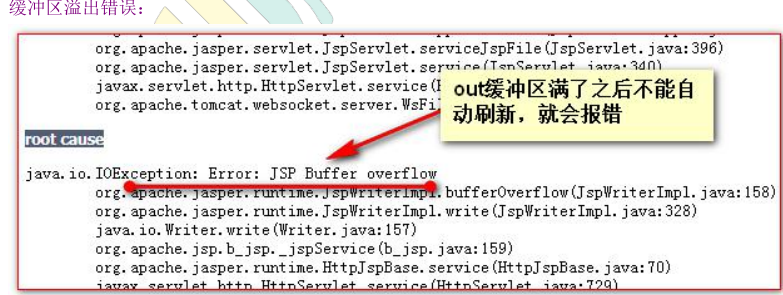 缓冲区溢出错误：
org.apache.jasper.servlet.JspServlet.serviceJspFile(JspServlet.java:396)
org.apache.jasper.servlet.JspServlet.service(JspServlet.java:340)
javax.servlet.http.HttpServlet.service(
org.apache.tomcat.websocket.server.WsFi
out缓冲区满了之后不能自
动刷新，就会报错
root cause
java.io.IOException: Error: JSP Buffer overflow
org.apache.jasper.runtime.JspWriterImpl.bufferOverflow(JspWriterImpl.java:158)
org.apache.jasper.runtime.JspWriterImpl.write(JspWriterImpl.java:328)
java.io.Writer.write(Writer.java:157)
org.apache.jsp.b_jsp._jspService(b_jsp.java:159)
org.apache.jasper.runtime.HttpJspBase.service(HttpJspBase.java:70)
javax.servlet.http.HttpServlet.service(HttpServlet.java:729)